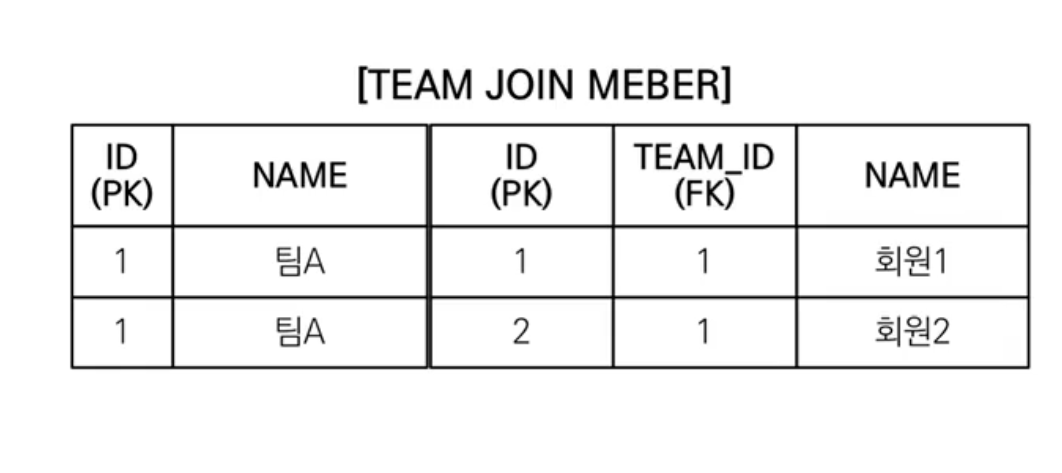 [TEAM JOIN MEBER]
ID (PK) NAME ID (PK) TEAM_ID (FK) NAME
1 팀A 1 1 회원1
1 팀A 2 1 회원2